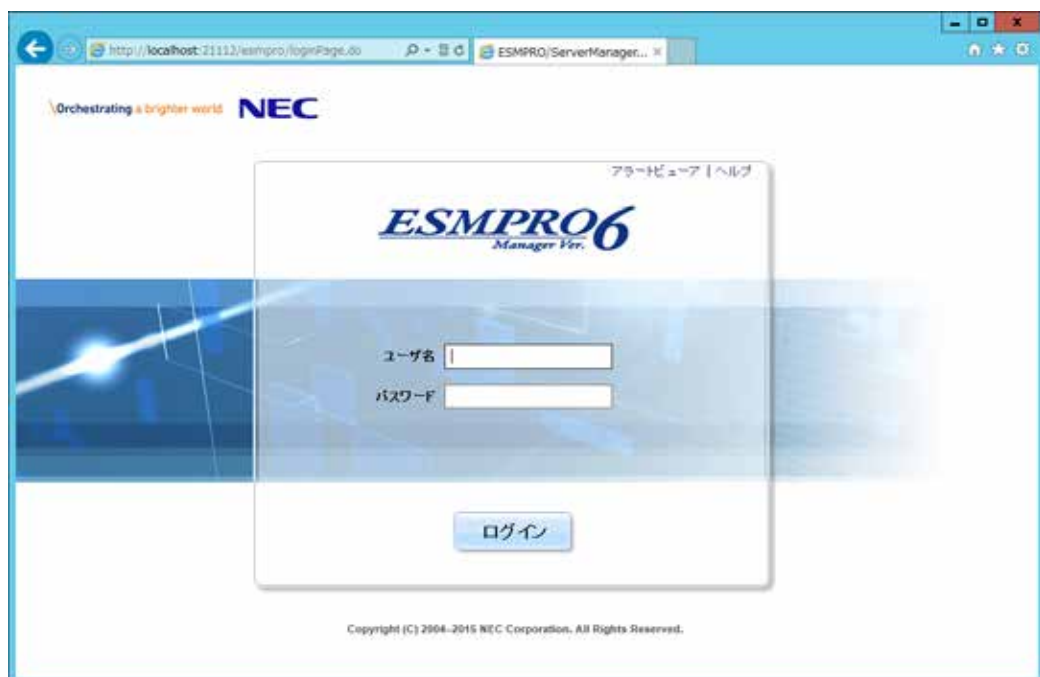 http://localhost:21112/esmpro/loginPage.do
ESMPRO/ServerManager...
\Orchestrating a brighter world NEC
アラートビューア | ヘルプ
ESMPRO6
Manager Ver.
ユーザ名
パスワード
ログイン
Copyright (C) 2004-2015 NEC Corporation. All Rights Reserved.